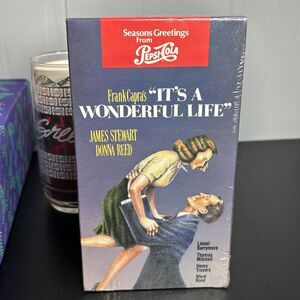 Seasons Greetings
From
PEPSI-COLA
Frank Capra's "IT'S A
WONDERFUL LIFE"
JAMES STEWART
DONNA REED
Lionel
Barrymore
Thomas
Mitchell
Henry
Travers
Ward
Bond